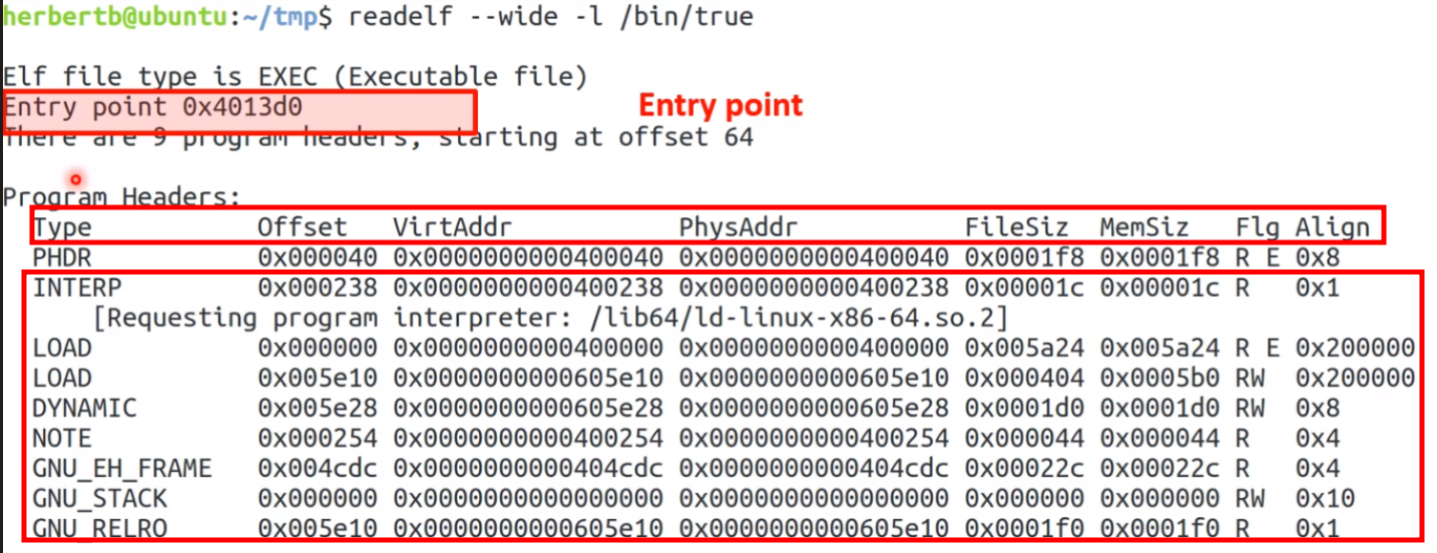 herbertb@ubuntu:~/tmp$ readelf --wide -l /bin/true
Elf file type is EXEC (Executable file)
Entry point 0x4013d0
Entry point
There are 9 program headers, starting at offset 64
Program Headers:
Type Offset VirtAddr PhysAddr FileSiz MemSiz Flg Align
PHDR 0x000040 0x0000000000400040 0x0000000000400040 0x0001f8 0x0001f8 R E 0x8
INTERP 0x000238 0x0000000000400238 0x0000000000400238 0x00001c 0x00001c R 0x1
[Requesting program interpreter: /lib64/ld-linux-x86-64.so.2]
LOAD 0x000000 0x0000000000400000 0x0000000000400000 0x005a24 0x005a24 R E 0x200000
LOAD 0x005e10 0x0000000000605e10 0x0000000000605e10 0x000404 0x0005b0 RW 0x200000
DYNAMIC 0x005e28 0x0000000000605e28 0x0000000000605e28 0x0001d0 0x0001d0 RW 0x8
NOTE 0x000254 0x0000000000400254 0x0000000000400254 0x000044 0x000044 R 0x4
GNU_EH_FRAME 0x004cdc 0x0000000000404cdc 0x0000000000404cdc 0x00022c 0x00022c R 0x4
GNU_STACK 0x000000 0x0000000000000000 0x0000000000000000 0x000000 0x000000 RW 0x10
GNU_RELRO 0x005e10 0x0000000000605e10 0x0000000000605e10 0x0001f0 0x0001f0 R 0x1